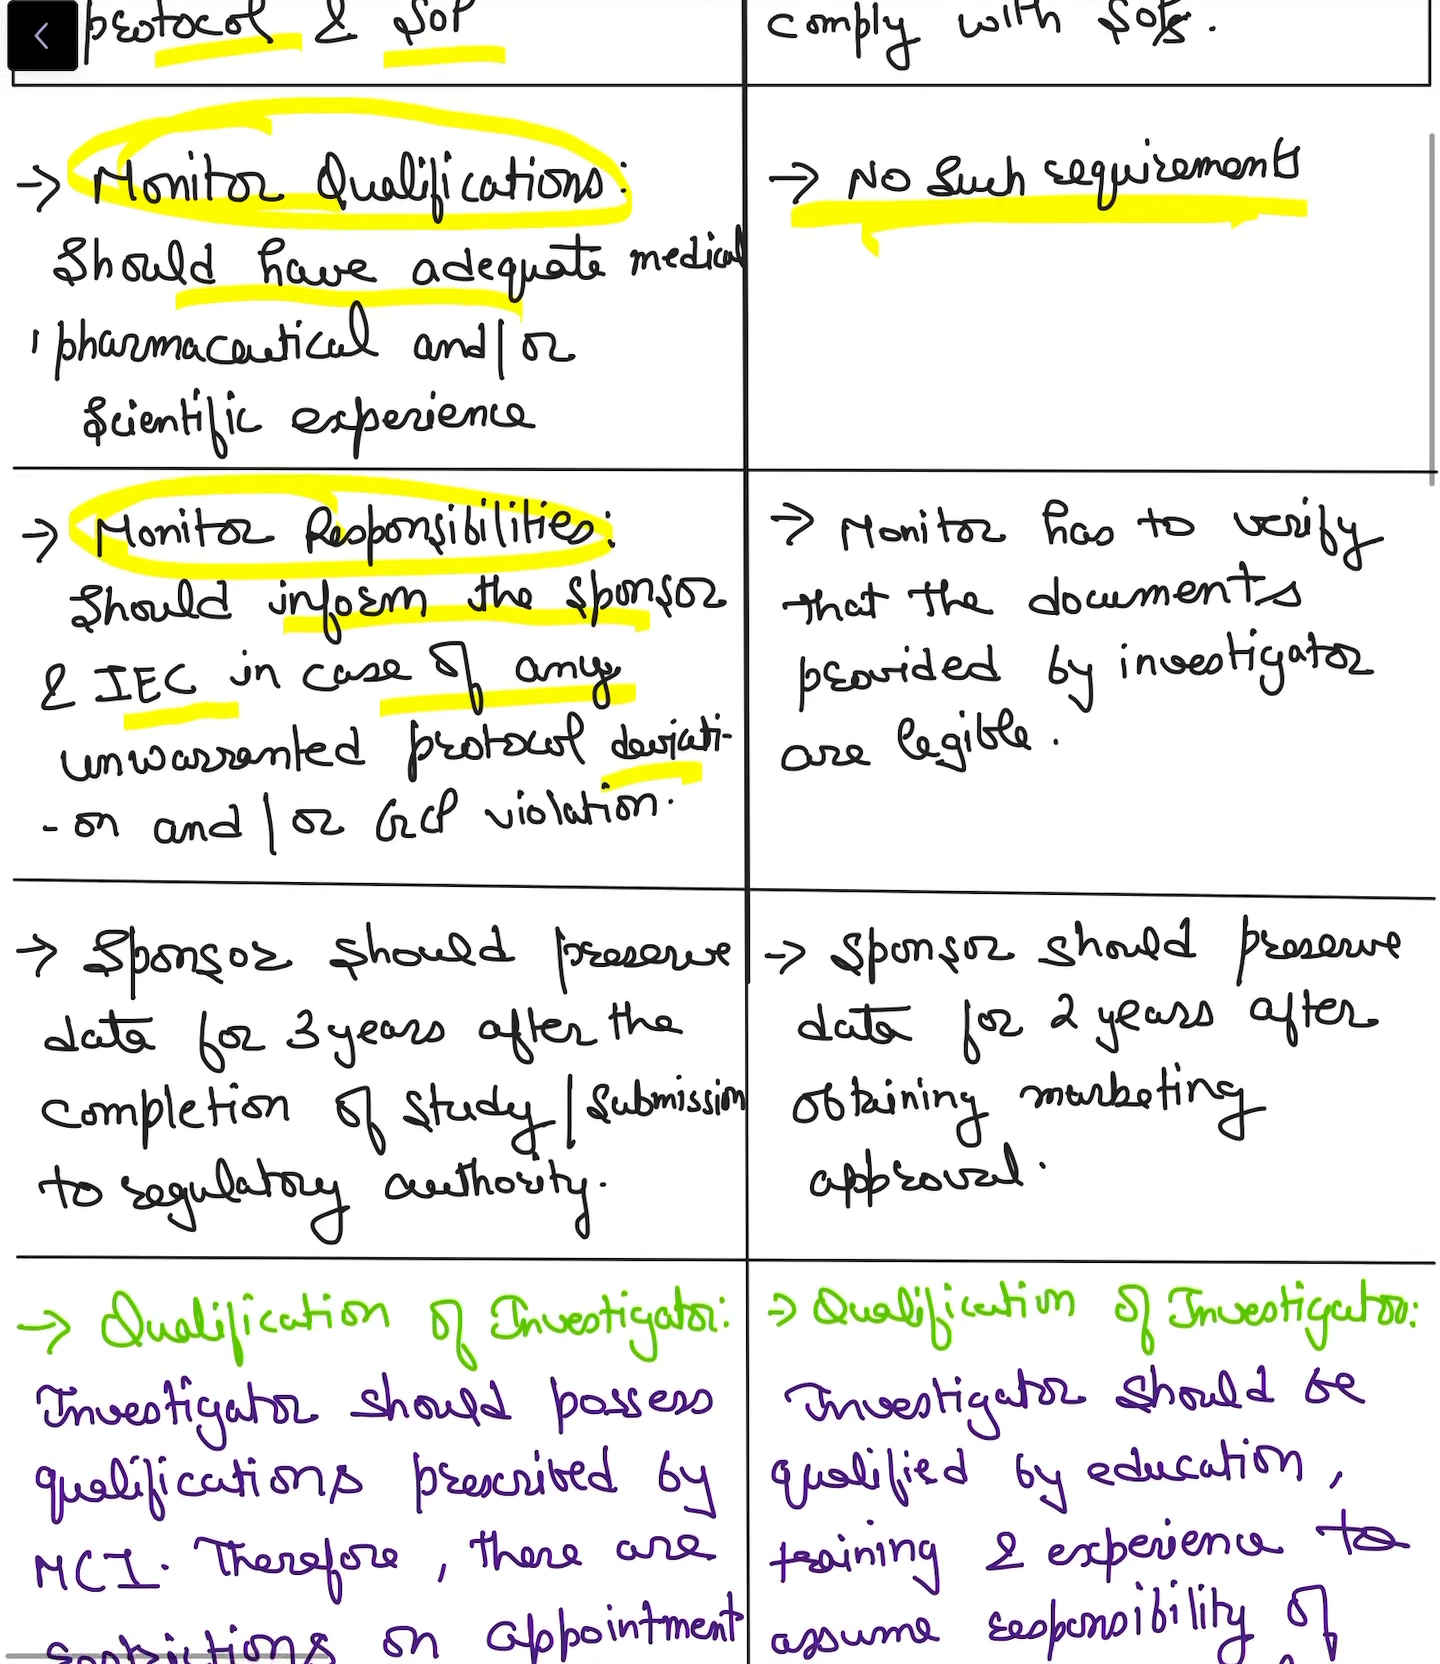 protocol & SOP
comply with SOPs.
→ Monitor Qualifications:
Should have adequate medical
, pharmaceutical and/or
Scientific experience
→ No Such requirements
→ Monitor Responsibilities:
Should inform the sponsor
& IEC in case of any
unwarranted protocol deviati-
-on and/or GCP violation.
→ Monitor has to verify
that the documents
provided by investigator
are legible.
→ Sponsor should preserve
data for 3 years after the
completion of study/Submission
to regulatory authority.
→ Sponsor should preserve
data for 2 years after
obtaining marketing
approval.
→ Qualification of Investigator:
Investigator should possess
qualifications prescribed by
MCI. Therefore, there are
restrictions on appointment
→ Qualification of Investigator:
Investigator should be
qualified by education,
training & experience to
assume responsibility of